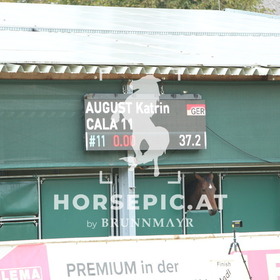 AUGUST Katrin
GER
CALA 11
#11 0.00 37.2
HORSEPIC.AT
by BRUNNMAYR
LEMA
PREMIUM in der